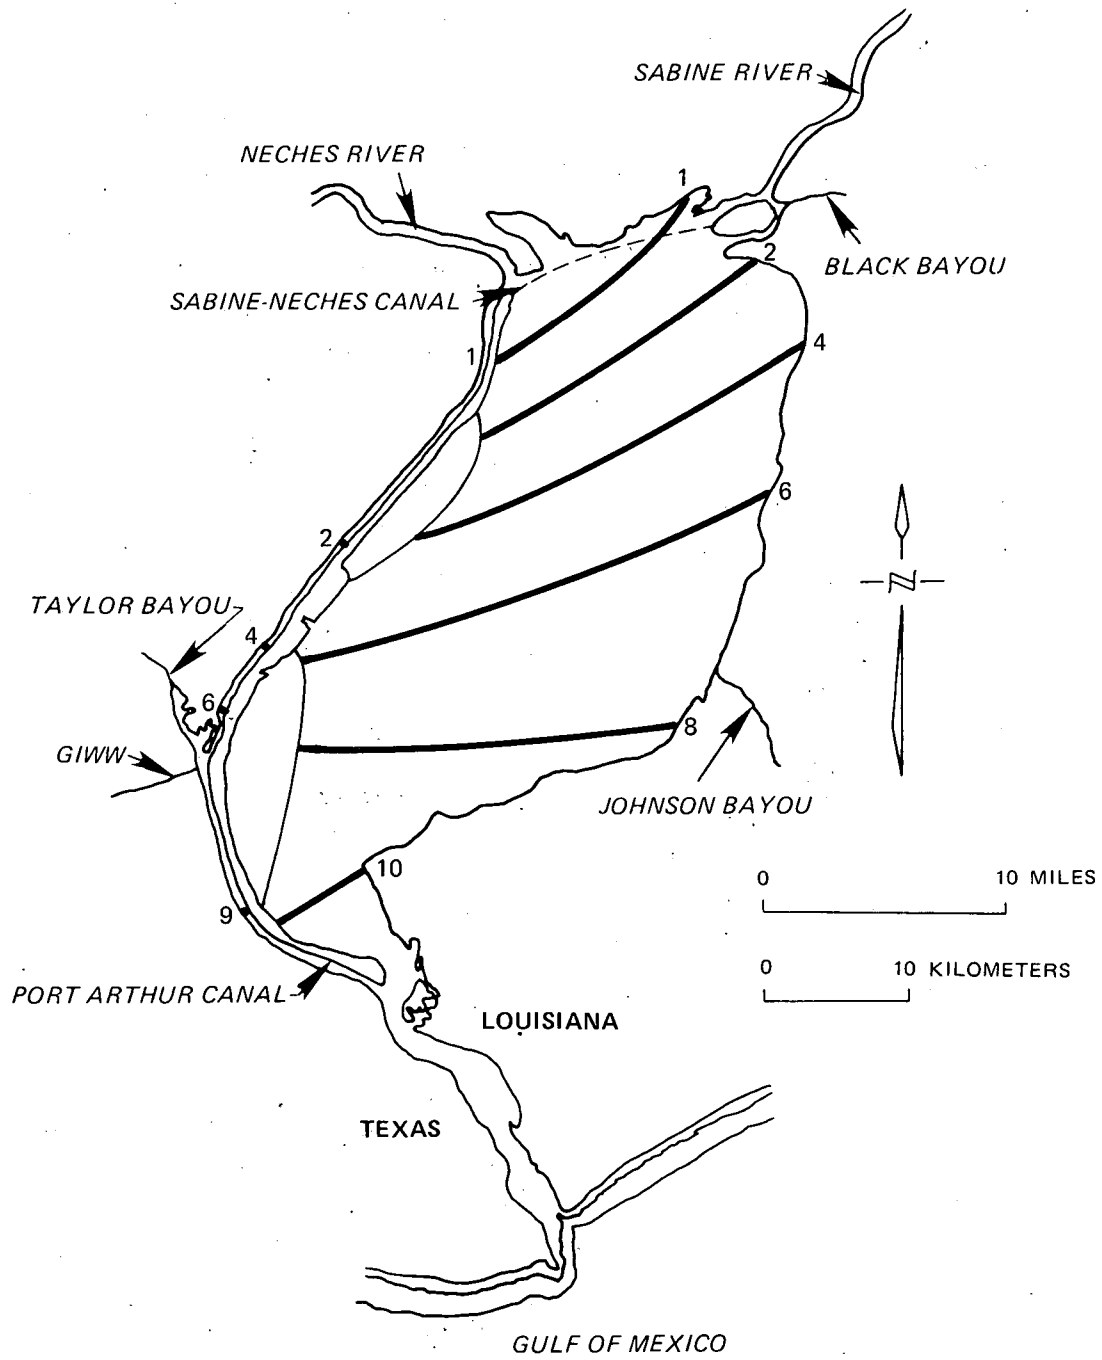 SABINE RIVER
NECHES RIVER
1
BLACK BAYOU
2
SABINE-NECHES CANAL
4
1
6
2
N
TAYLOR BAYOU
4
6
8
GIWW
JOHNSON BAYOU
10
0 10 MILES
9
0 10 KILOMETERS
PORT ARTHUR CANAL
LOUISIANA
TEXAS
GULF OF MEXICO